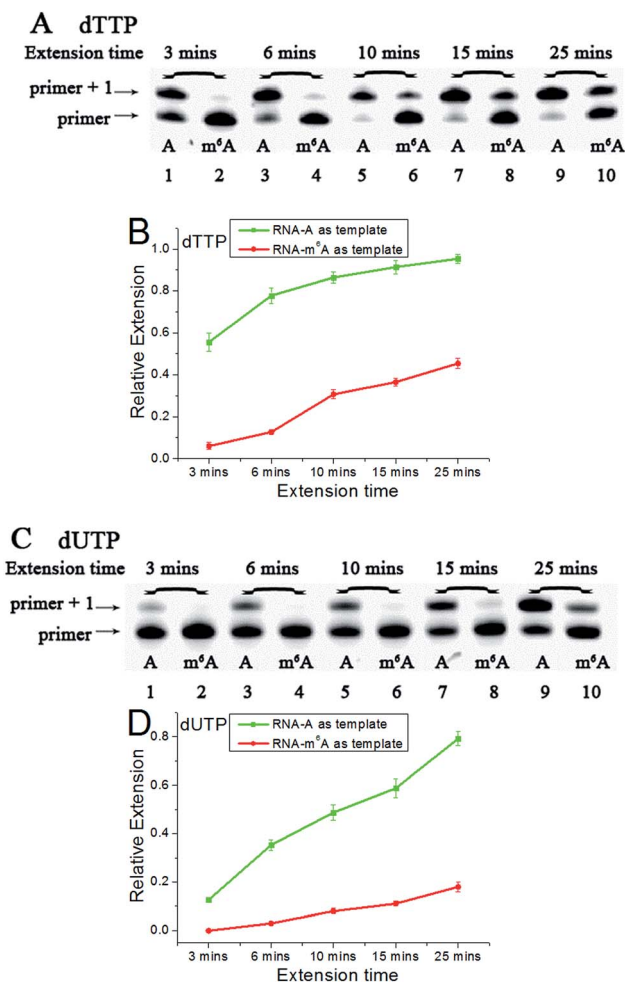 A dTTP
Extension time 3 mins 6 mins 10 mins 15 mins 25 mins
primer + 1
primer
A m⁶A A m⁶A A m⁶A A m⁶A A m⁶A
1 2 3 4 5 6 7 8 9 10
B
dTTP
RNA-A as template
RNA-m⁶A as template
Relative Extension
1.0
0.8
0.6
0.4
0.2
0.0
3 mins 6 mins 10 mins 15 mins 25 mins
Extension time
C dUTP
Extension time 3 mins 6 mins 10 mins 15 mins 25 mins
primer + 1
primer
A m⁶A A m⁶A A m⁶A A m⁶A A m⁶A
1 2 3 4 5 6 7 8 9 10
D
dUTP
RNA-A as template
RNA-m⁶A as template
Relative Extension
0.8
0.6
0.4
0.2
0.0
3 mins 6 mins 10 mins 15 mins 25 mins
Extension time